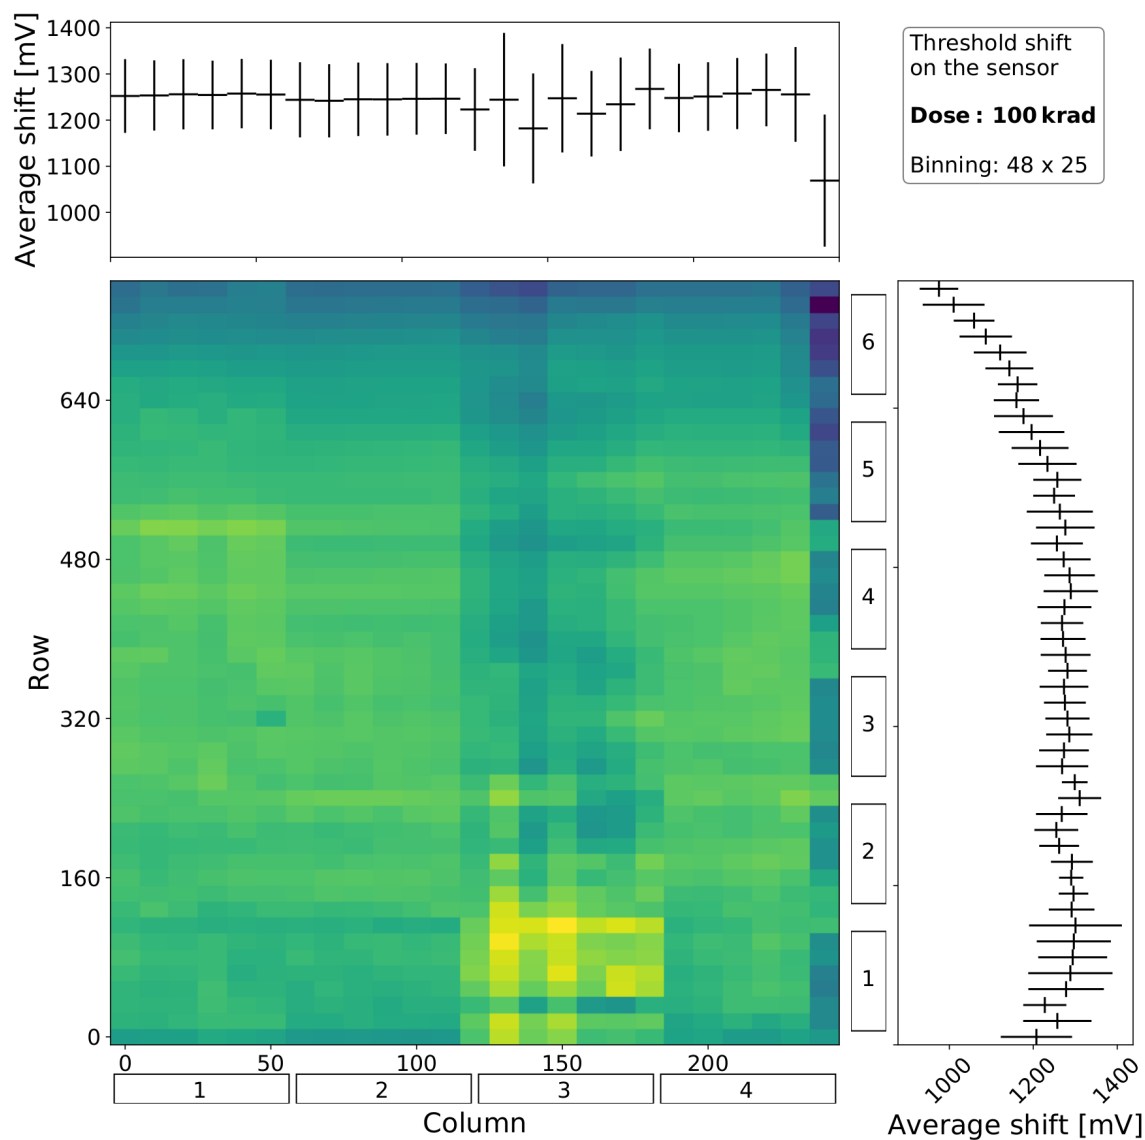 1400
1300
1200
1100
1000
Average shift [mV]
Threshold shift
on the sensor
Dose: 100 krad
Binning: 48 x 25
640
480
320
160
0
Row
6
5
4
3
2
1
0 50 100 150 200
1 2 3 4
Column
1000 1200 1400
Average shift [mV]